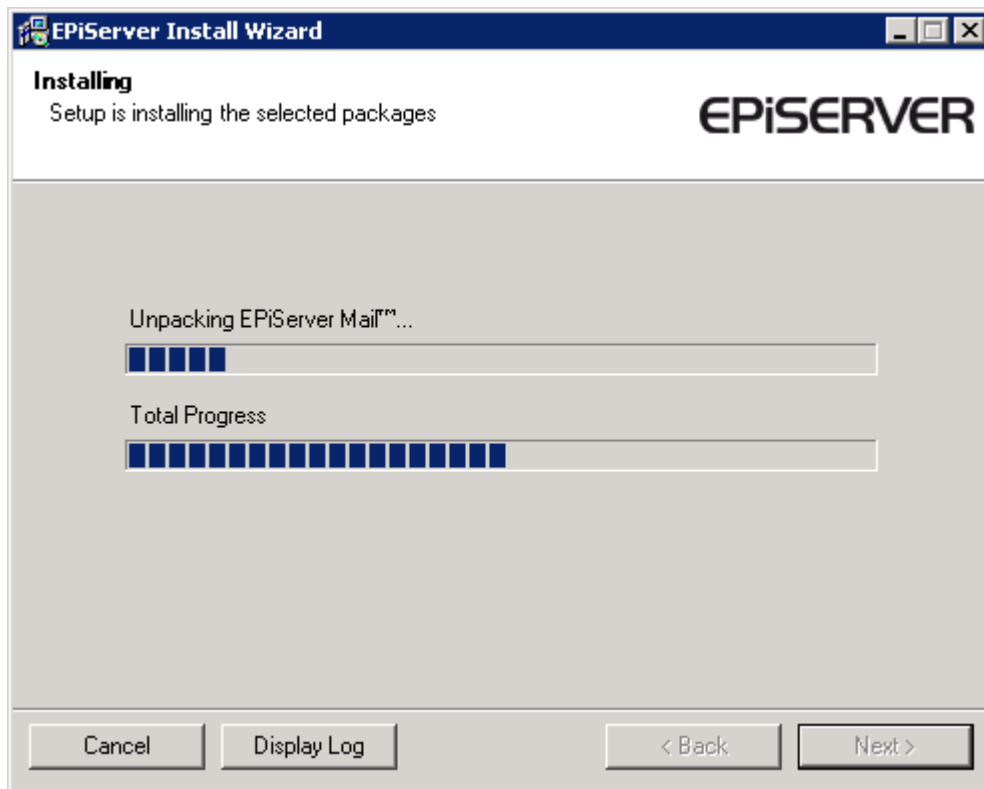 EPiServer Install Wizard
Installing
Setup is installing the selected packages
EPiSERVER
Unpacking EPiServer Mail™...
Total Progress
Cancel
Display Log
< Back
Next >